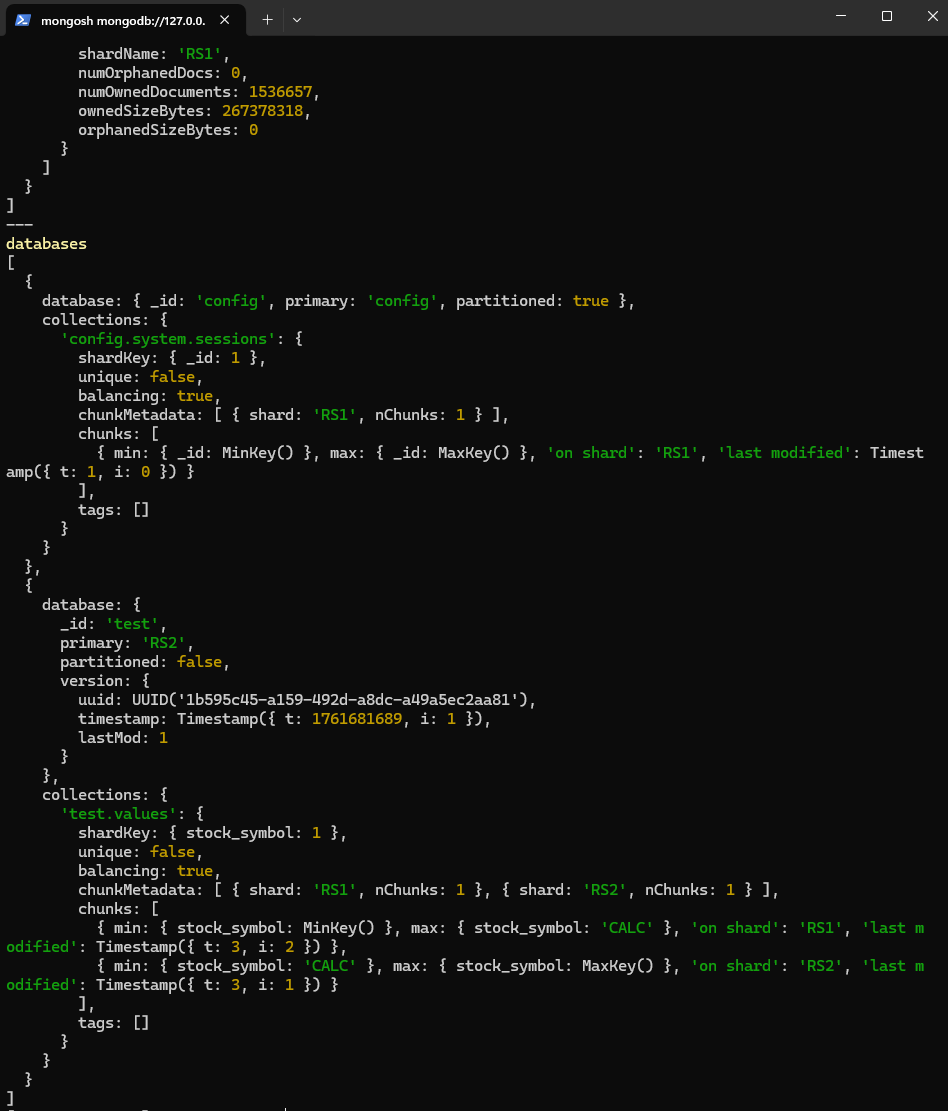 mongosh mongodb://127.0.0.
        shardName: 'RS1',
        numOrphanedDocs: 0,
        numOwnedDocuments: 1536657,
        ownedSizeBytes: 267378318,
        orphanedSizeBytes: 0
      }
    ]
  }
]
---
databases
[
  {
    database: { _id: 'config', primary: 'config', partitioned: true },
    collections: {
      'config.system.sessions': {
        shardKey: { _id: 1 },
        unique: false,
        balancing: true,
        chunkMetadata: [ { shard: 'RS1', nChunks: 1 } ],
        chunks: [
          { min: { _id: MinKey() }, max: { _id: MaxKey() }, 'on shard': 'RS1', 'last modified': Timest
amp({ t: 1, i: 0 }) }
        ],
        tags: []
      }
    }
  },
  {
    database: {
      _id: 'test',
      primary: 'RS2',
      partitioned: false,
      version: {
        uuid: UUID('1b595c45-a159-492d-a8dc-a49a5ec2aa81'),
        timestamp: Timestamp({ t: 1761681689, i: 1 }),
        lastMod: 1
      }
    },
    collections: {
      'test.values': {
        shardKey: { stock_symbol: 1 },
        unique: false,
        balancing: true,
        chunkMetadata: [ { shard: 'RS1', nChunks: 1 }, { shard: 'RS2', nChunks: 1 } ],
        chunks: [
          { min: { stock_symbol: MinKey() }, max: { stock_symbol: 'CALC' }, 'on shard': 'RS1', 'last m
odified': Timestamp({ t: 3, i: 2 }) },
          { min: { stock_symbol: 'CALC' }, max: { stock_symbol: MaxKey() }, 'on shard': 'RS2', 'last m
odified': Timestamp({ t: 3, i: 1 }) }
        ],
        tags: []
      }
    }
  }
]